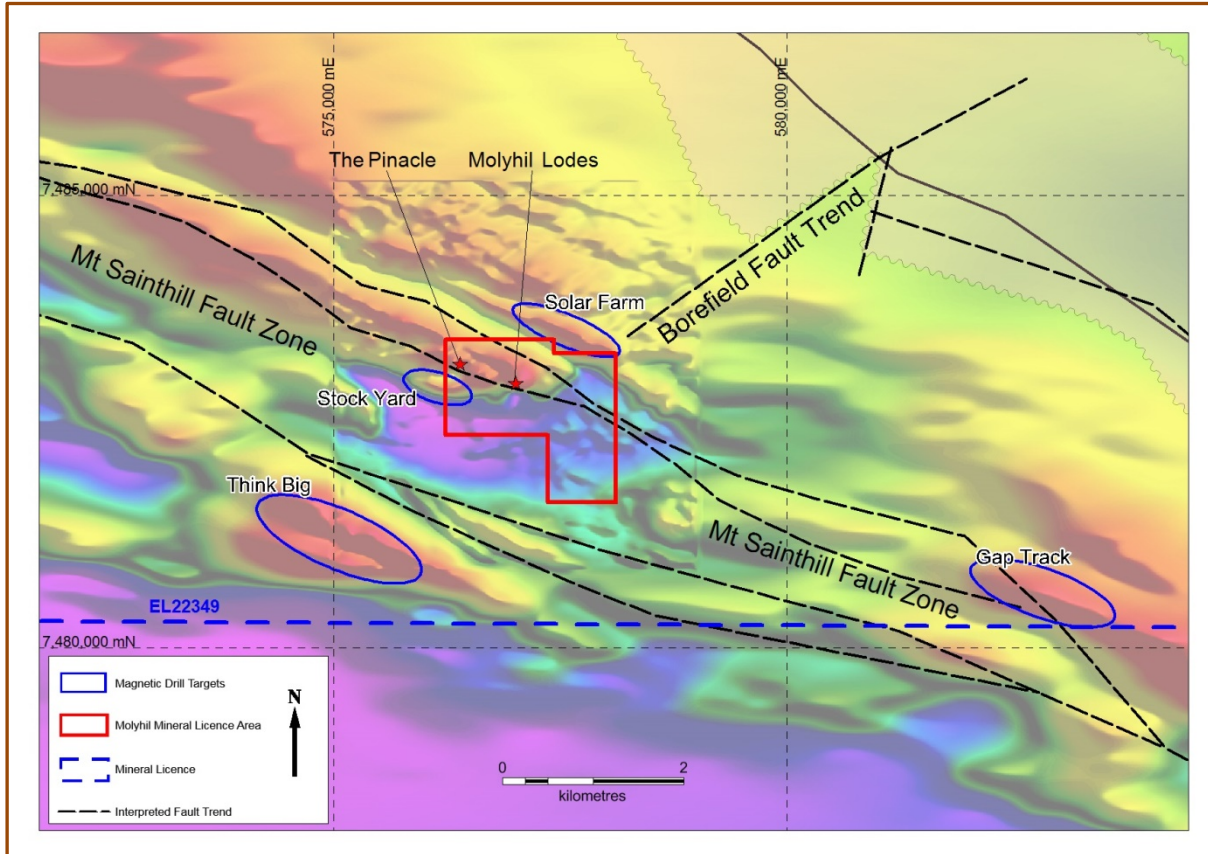 575,000 mE
580,000 mE
The Pinacle
Molyhil Lodes
7,485,000 mN
Mt Sainthill Fault Zone
Solar Farm
Borefield Fault Trend
Stock Yard
Think Big
Mt Sainthill Fault Zone
Gap Track
EL22349
7,480,000 mN
Magnetic Drill Targets
Molyhil Mineral Licence Area
Mineral Licence
Interpreted Fault Trend
N
0 2
kilometres